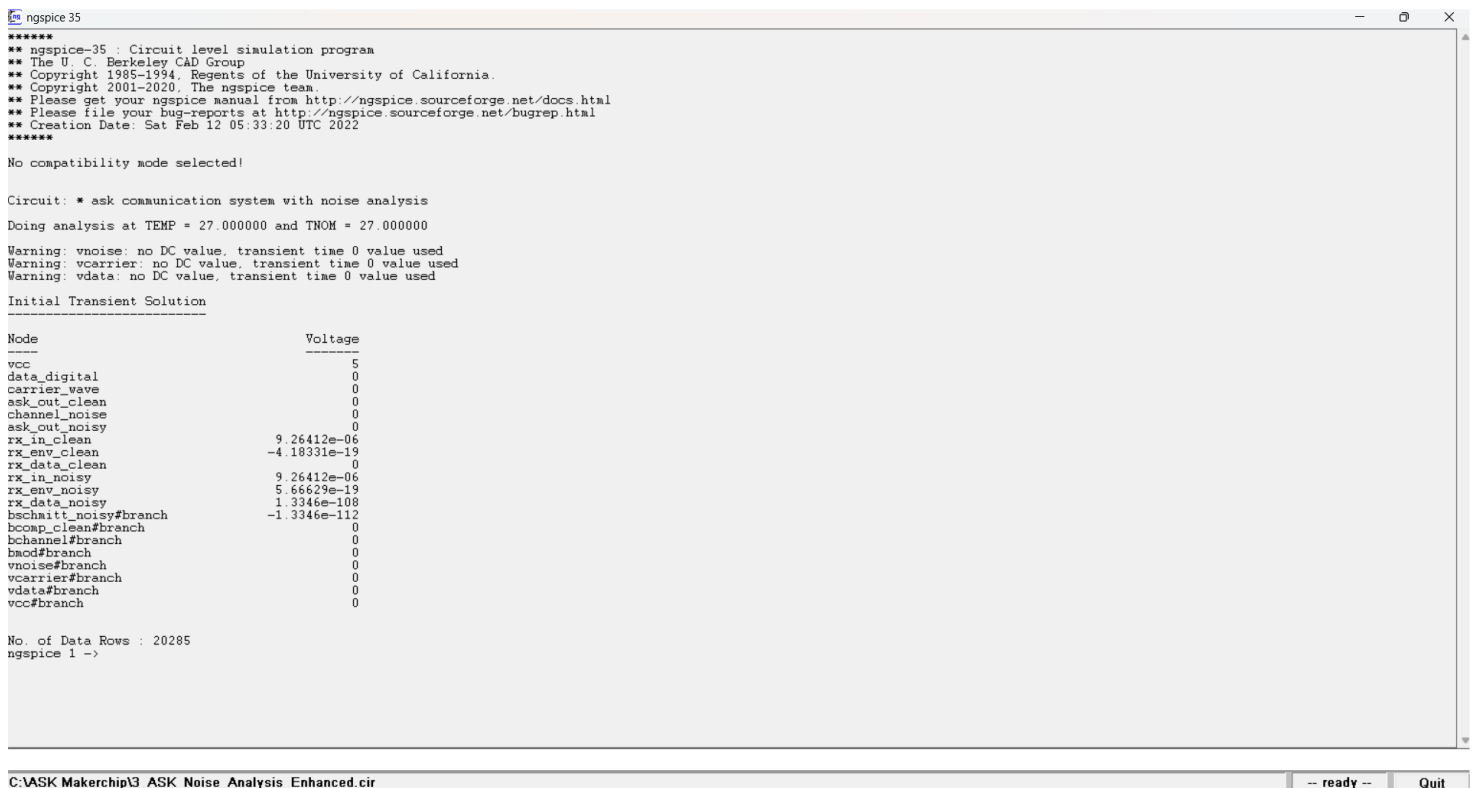 ngspice 35
******
** ngspice-35 : Circuit level simulation program
** The U. C. Berkeley CAD Group
** Copyright 1985-1994, Regents of the University of California.
** Copyright 2001-2020, The ngspice team.
** Please get your ngspice manual from http://ngspice.sourceforge.net/docs.html
** Please file your bug-reports at http://ngspice.sourceforge.net/bugrep.html
** Creation Date: Sat Feb 12 05:33:20 UTC 2022
******
No compatibility mode selected!
Circuit: * ask communication system with noise analysis
Doing analysis at TEMP = 27.000000 and TNOM = 27.000000
Warning: vnoise: no DC value, transient time 0 value used
Warning: vcarrier: no DC value, transient time 0 value used
Warning: vdata: no DC value, transient time 0 value used
Initial Transient Solution
--------------------------
Node Voltage
---- -------
vcc 5
data_digital 0
carrier_wave 0
ask_out_clean 0
channel_noise 0
ask_out_noisy 0
rx_in_clean 9.26412e-06
rx_env_clean -4.18331e-19
rx_data_clean 0
rx_in_noisy 9.26412e-06
rx_env_noisy 5.66629e-19
rx_data_noisy 1.3346e-108
bschmitt_noisy#branch -1.3346e-112
bcomp_clean#branch 0
bchannel#branch 0
bmod#branch 0
vnoise#branch 0
vcarrier#branch 0
vdata#branch 0
vcc#branch 0
No. of Data Rows : 20285
ngspice 1 ->
C:\ASK Makerchip\3_ASK_Noise_Analysis_Enhanced.cir -- ready -- Quit